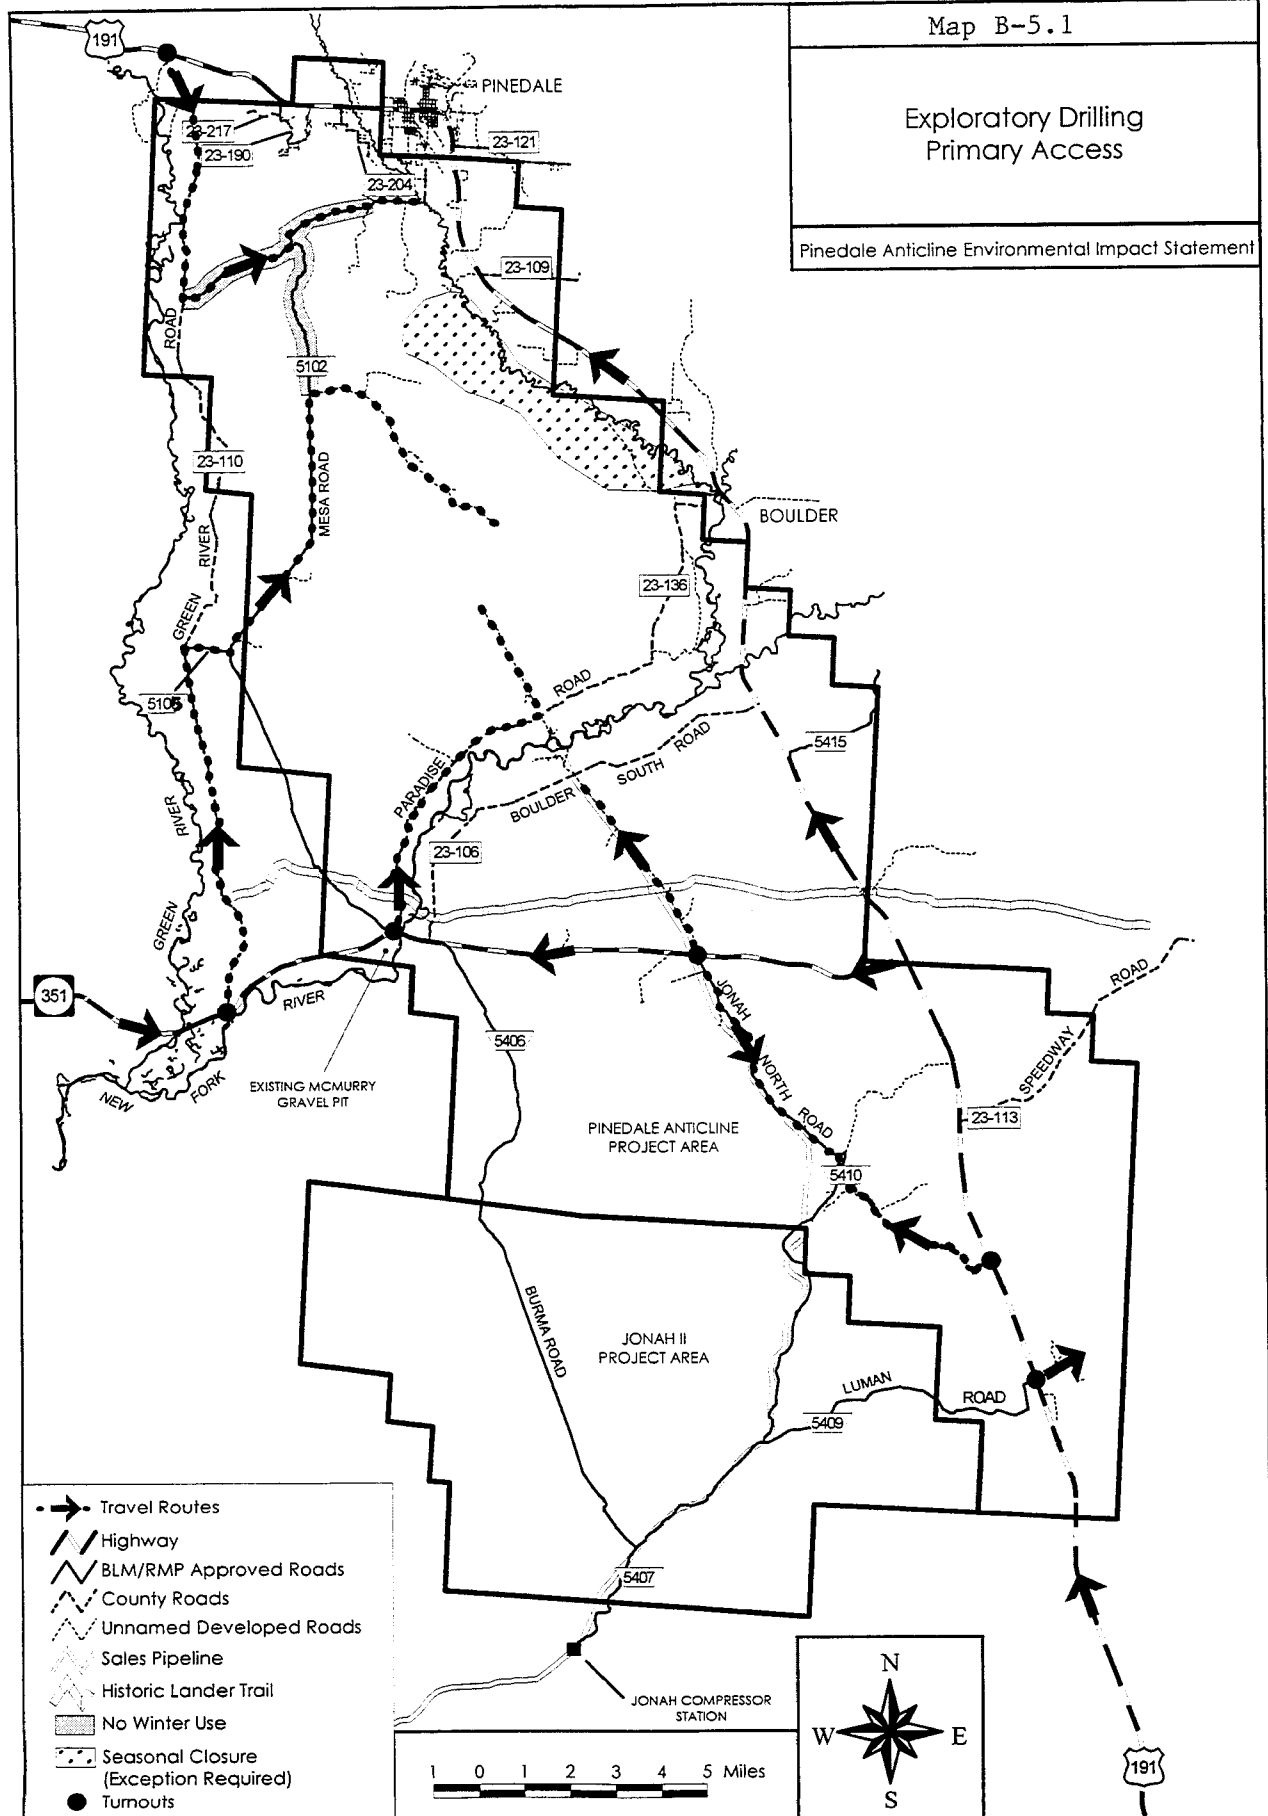 Map B-5.1
Exploratory Drilling
Primary Access
Pinedale Anticline Environmental Impact Statement
191
PINEDALE
23-217
23-190
23-121
23-204
23-109
ROAD
5102
23-110
MESA ROAD
RIVER
GREEN
BOULDER
23-136
ROAD
PARADISE
5415
ROAD
SOUTH
BOULDER
RIVER
GREEN
23-106
351
RIVER
NEW
FORK
EXISTING MCMURRY
GRAVEL PIT
5406
JONAH
NORTH
ROAD
ROAD
SPEEDWAY
23-113
PINEDALE ANTICLINE
PROJECT AREA
5410
BURMA ROAD
JONAH II
PROJECT AREA
LUMAN
ROAD
5409
5407
JONAH COMPRESSOR
STATION
Travel Routes
Highway
BLM/RMP Approved Roads
County Roads
Unnamed Developed Roads
Sales Pipeline
Historic Lander Trail
No Winter Use
Seasonal Closure
(Exception Required)
Turnouts
1 0 1 2 3 4 5 Miles
N
W E
S
191